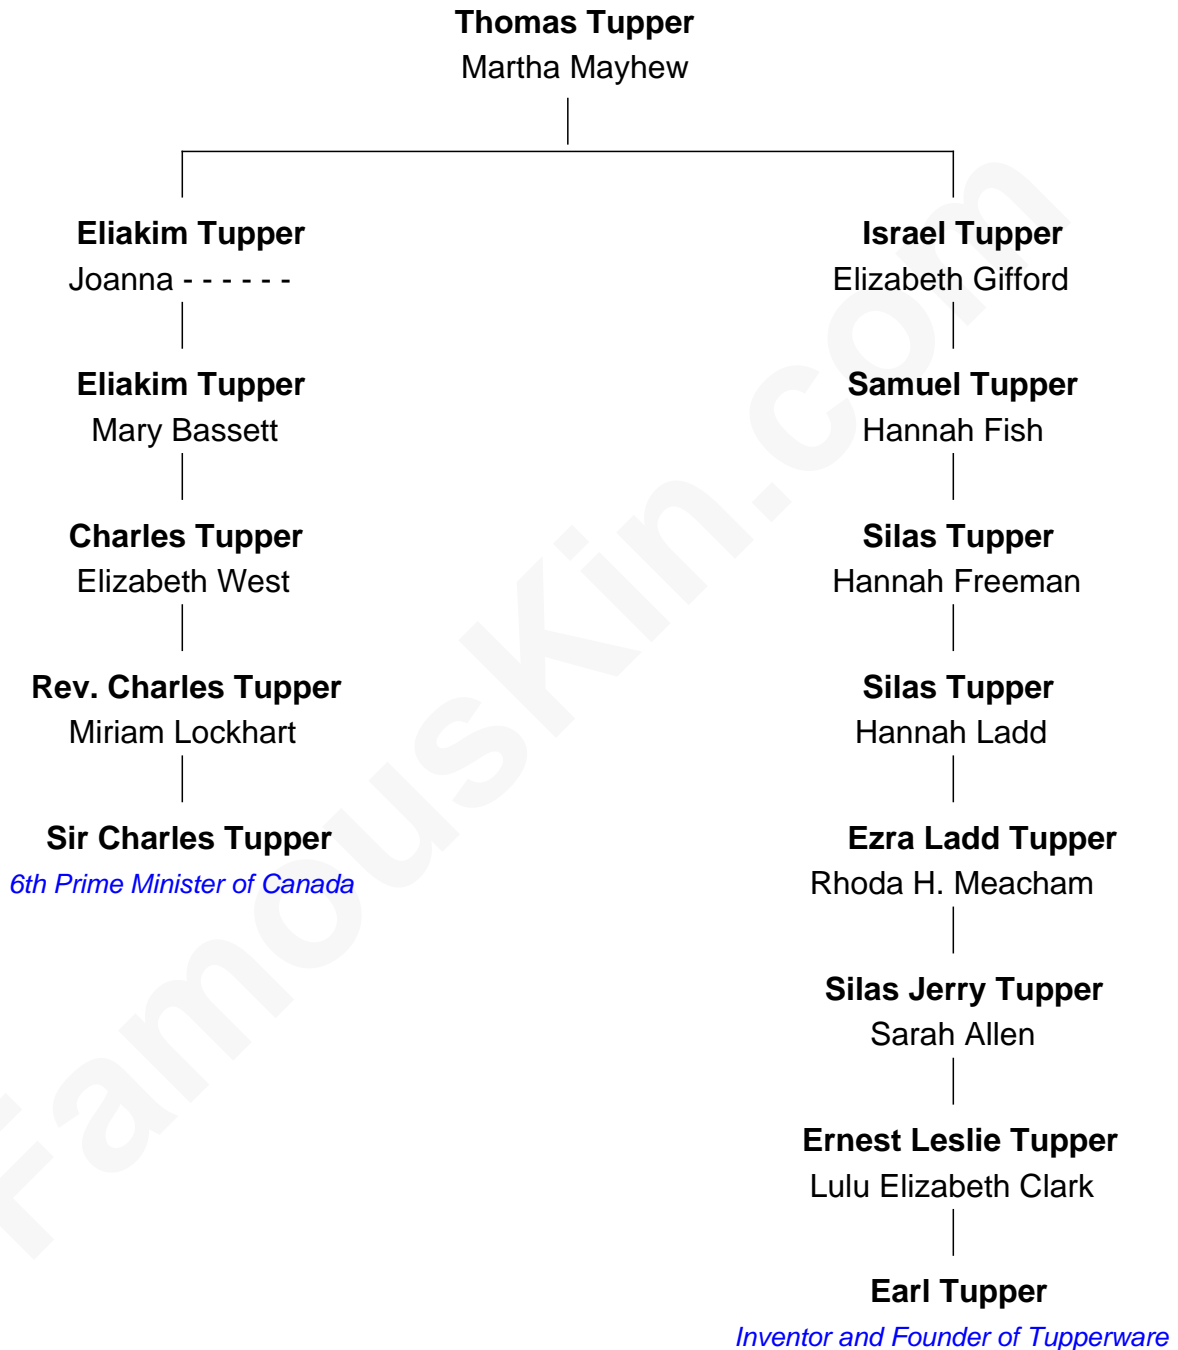 Thomas Tupper
Martha Mayhew
Eliakim Tupper
Joanna - - - - - -
Israel Tupper
Elizabeth Gifford
Eliakim Tupper
Mary Bassett
Samuel Tupper
Hannah Fish
Charles Tupper
Elizabeth West
Silas Tupper
Hannah Freeman
Rev. Charles Tupper
Miriam Lockhart
Silas Tupper
Hannah Ladd
Sir Charles Tupper
6th Prime Minister of Canada
Ezra Ladd Tupper
Rhoda H. Meacham
Silas Jerry Tupper
Sarah Allen
Ernest Leslie Tupper
Lulu Elizabeth Clark
Earl Tupper
Inventor and Founder of Tupperware
FamousKin.com